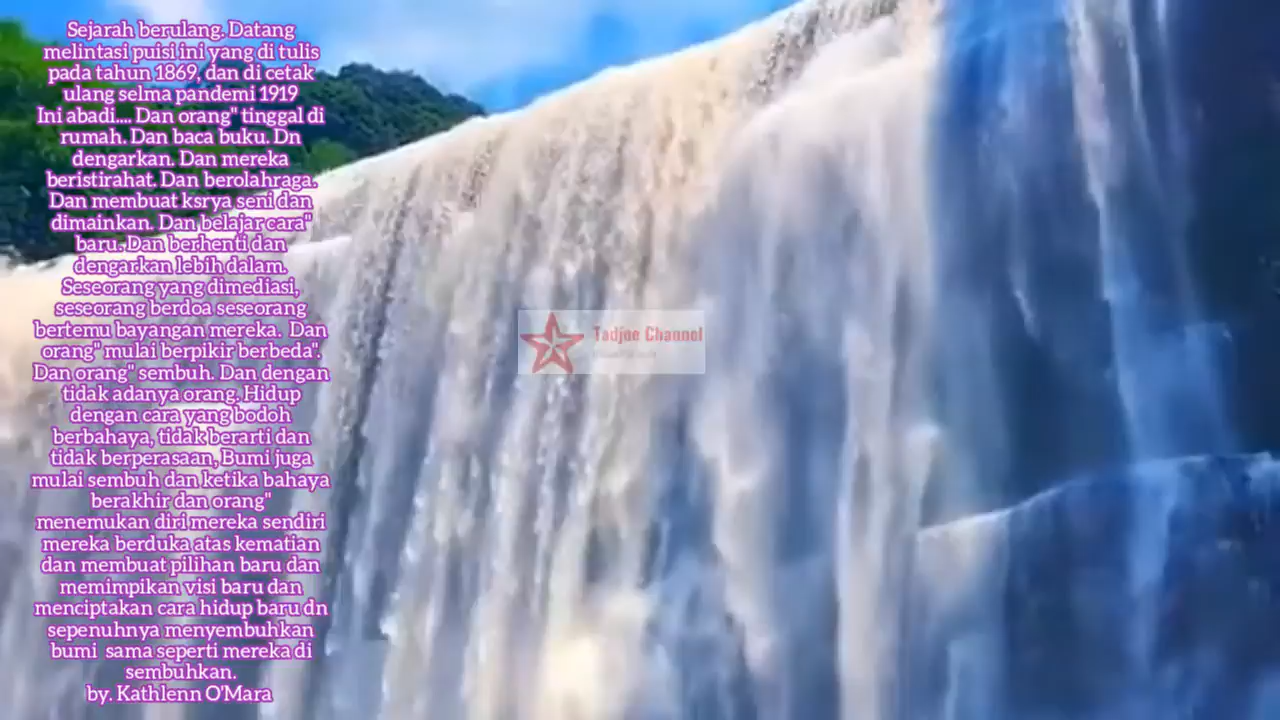 Sejarah berulang. Datang
melintasi puisi ini yang di tulis
pada tahun 1869, dan di cetak
ulang selma pandemi 1919
Ini abadi.... Dan orang" tinggal di
rumah. Dan baca buku. Dn
dengarkan. Dan mereka
beristirahat. Dan berolahraga.
Dan membuat ksrya seni dan
dimainkan. Dan belajar cara"
baru. Dan berhenti dan
dengarkan lebih dalam.
Seseorang yang dimediasi,
seseorang berdoa seseorang
bertemu bayangan mereka. Dan
orang" mulai berpikir berbeda".
Dan orang" sembuh. Dan dengan
tidak adanya orang. Hidup
dengan cara yang bodoh
berbahaya, tidak berarti dan
tidak berperasaan, Bumi juga
mulai sembuh dan ketika bahaya
berakhir dan orang"
menemukan diri mereka sendiri
mereka berduka atas kematian
dan membuat pilihan baru dan
memimpikan visi baru dan
menciptakan cara hidup baru dn
sepenuhnya menyembuhkan
bumi sama seperti mereka di
sembuhkan.
by. Kathlenn O'Mara
Tadjoe Channel